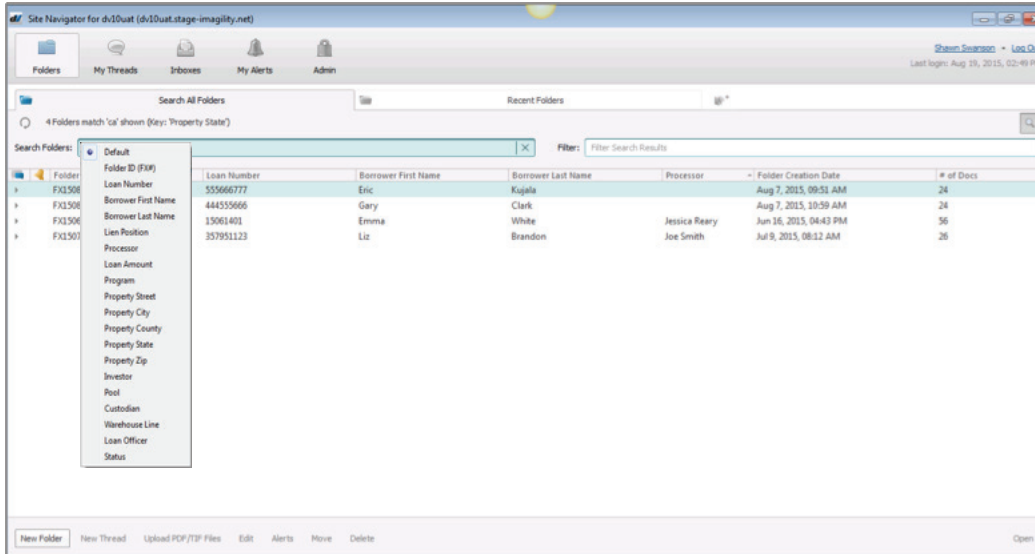 Site Navigator for dv10uat (dv10uat.stage-imagility.net)
Folders My Threads Inboxes My Alerts Admin
Shawn Swanson • Log O
Last login: Aug 19, 2015, 02:49 P
Search All Folders Recent Folders
4 Folders match 'ca' shown (Key: 'Property State')
Search Folders: Filter: Filter Search Results
Folder Loan Number Borrower First Name Borrower Last Name Processor Folder Creation Date # of Docs
FX1508 555666777 Eric Kujala Aug 7, 2015, 09:51 AM 24
FX1508 444555666 Gary Clark Aug 7, 2015, 10:59 AM 24
FX1506 15061401 Emma White Jessica Reary Jun 16, 2015, 04:43 PM 56
FX1507 357951123 Liz Brandon Joe Smith Jul 9, 2015, 08:12 AM 26
Default
Folder ID (FX#)
Loan Number
Borrower First Name
Borrower Last Name
Lien Position
Processor
Loan Amount
Program
Property Street
Property City
Property County
Property State
Property Zip
Investor
Pool
Custodian
Warehouse Line
Loan Officer
Status
New Folder New Thread Upload PDF/TIF Files Edit Alerts Move Delete Open